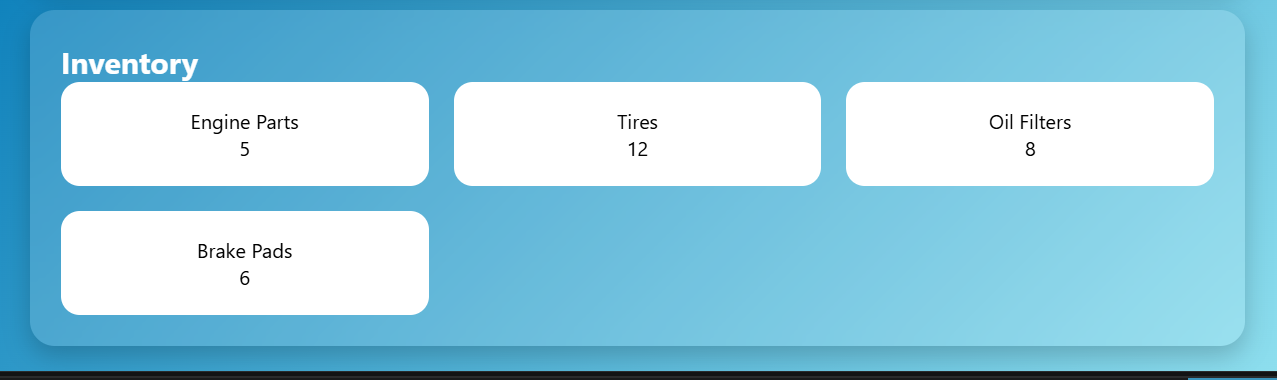 Inventory
Engine Parts
5
Tires
12
Oil Filters
8
Brake Pads
6